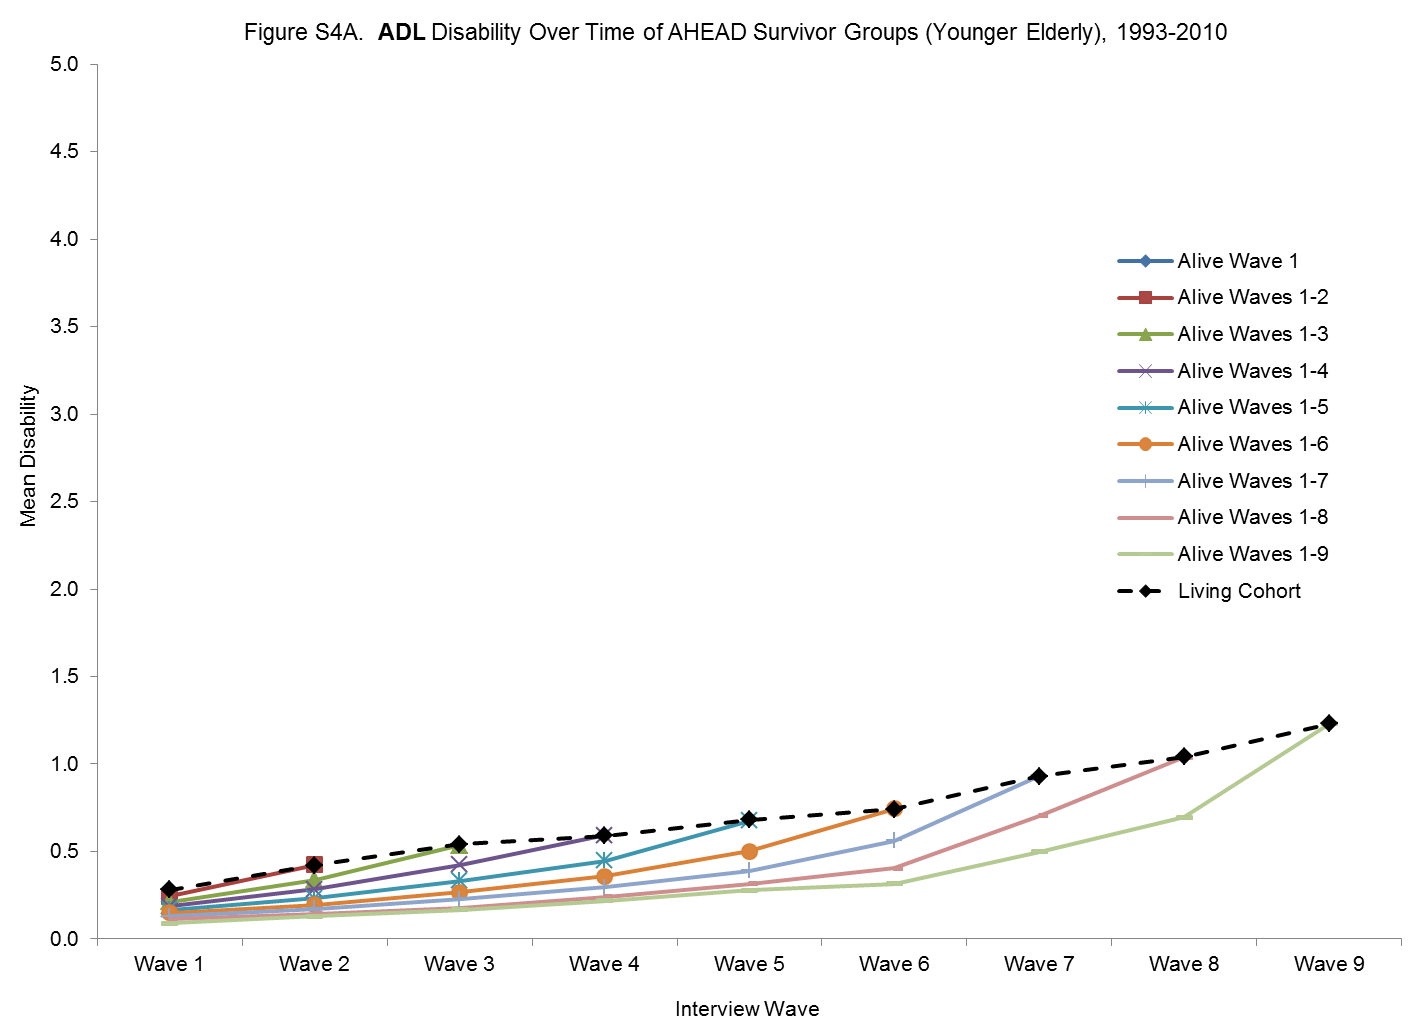 Figure S4A. ADL Disability Over Time of AHEAD Survivor Groups (Younger Elderly), 1993-2010
5.0
4.5
4.0
3.5
3.0
2.5
2.0
1.5
1.0
0.5
0.0
Mean Disability
Alive Wave 1
Alive Waves 1-2
Alive Waves 1-3
Alive Waves 1-4
Alive Waves 1-5
Alive Waves 1-6
Alive Waves 1-7
Alive Waves 1-8
Alive Waves 1-9
Living Cohort
Wave 1 Wave 2 Wave 3 Wave 4 Wave 5 Wave 6 Wave 7 Wave 8 Wave 9
Interview Wave